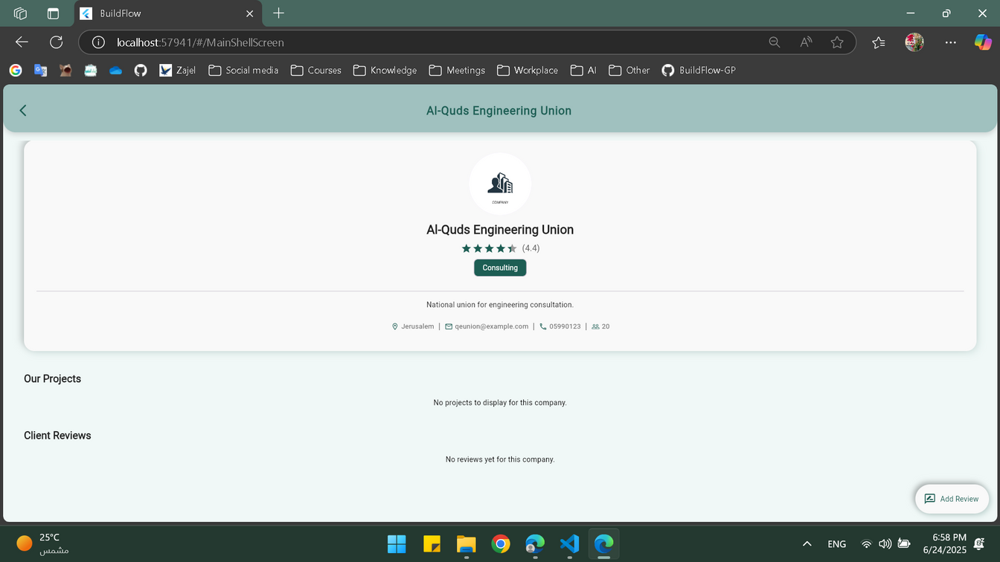 BuildFlow
localhost:57941/#/MainShellScreen
Zajel
Social media
Courses
Knowledge
Meetings
Workplace
AI
Other
BuildFlow-GP
Al-Quds Engineering Union
COMPANY
Al-Quds Engineering Union
(4.4)
Consulting
National union for engineering consultation.
Jerusalem | qeunion@example.com | 05990123 | 20
Our Projects
No projects to display for this company.
Client Reviews
No reviews yet for this company.
Add Review
25°C
مشمس
ENG
6:58 PM
6/24/2025